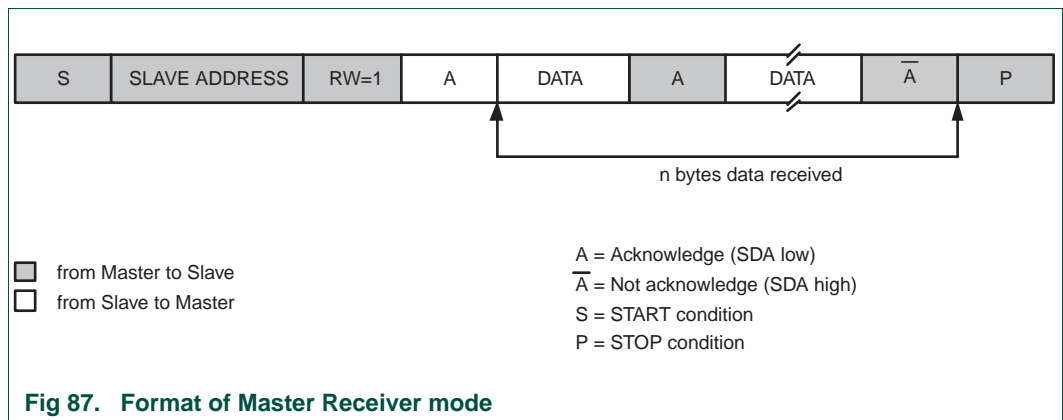 S SLAVE ADDRESS RW=1 A DATA A DATA A̅ P
n bytes data received
from Master to Slave
from Slave to Master
A = Acknowledge (SDA low)
A̅ = Not acknowledge (SDA high)
S = START condition
P = STOP condition
Fig 87. Format of Master Receiver mode